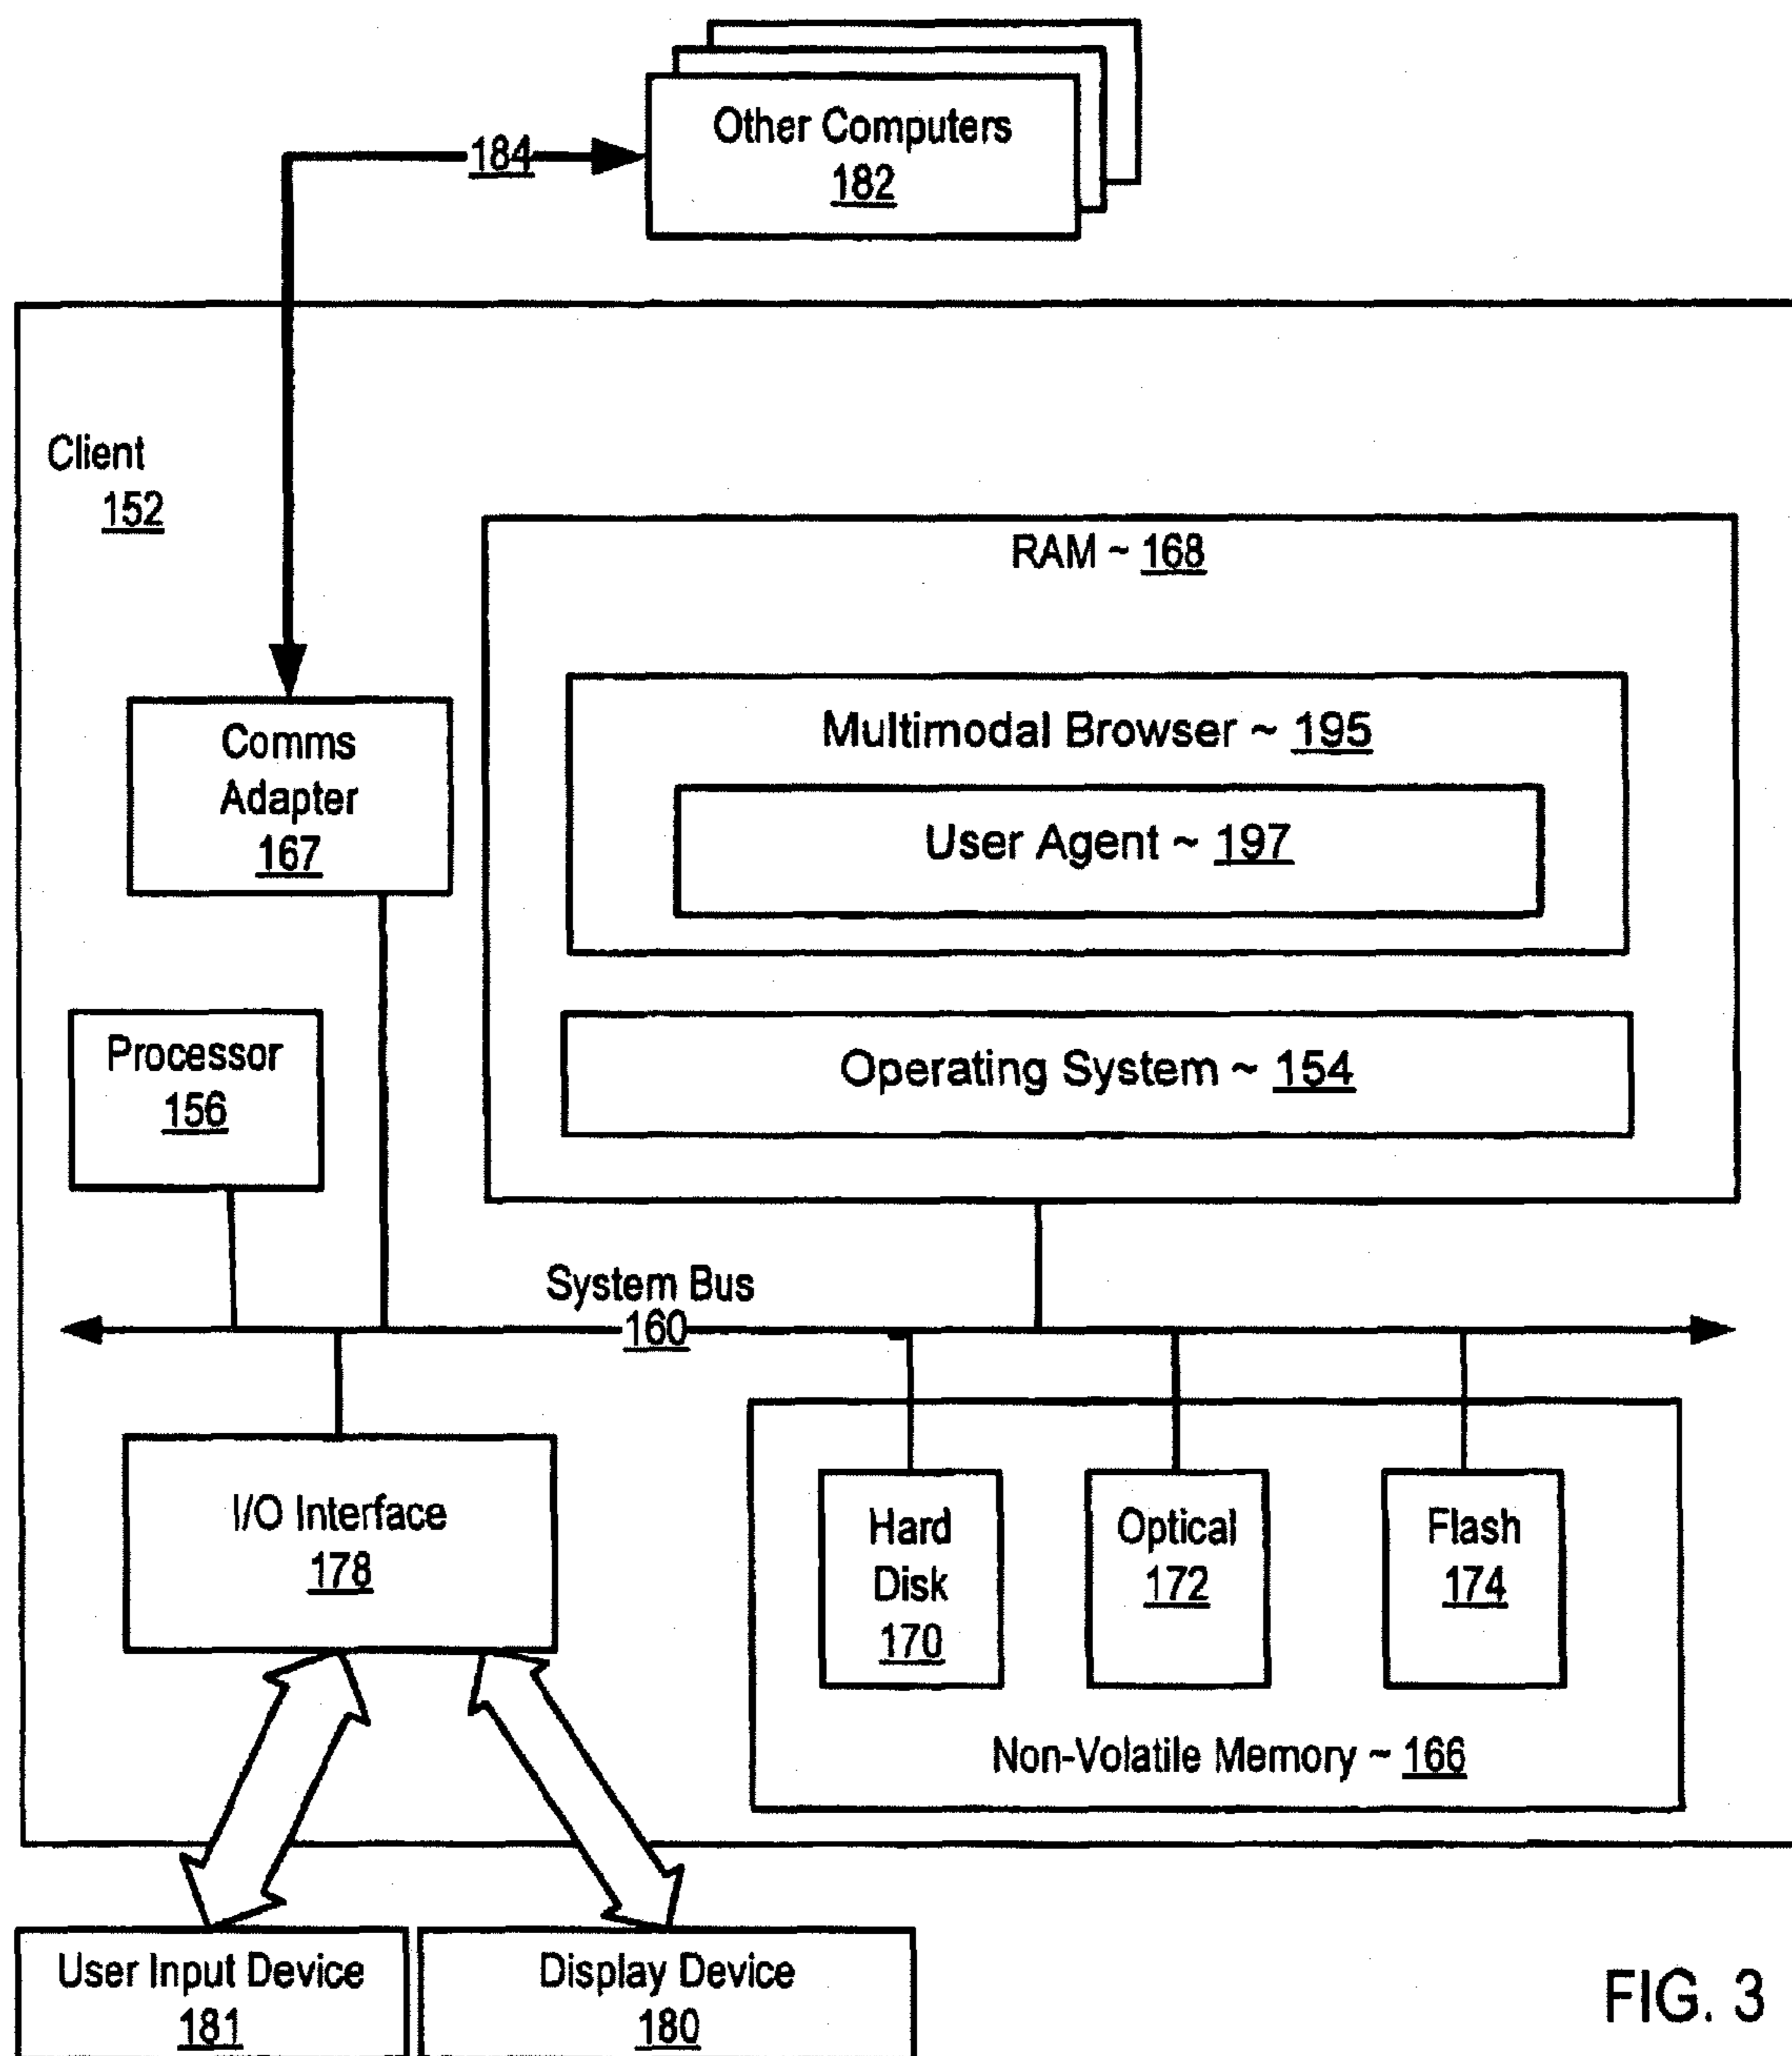 Other Computers
182
184
Client
152
RAM ~ 168
Multimodal Browser ~ 195
User Agent ~ 197
Comms
Adapter
167
Processor
156
Operating System ~ 154
System Bus
160
I/O Interface
178
Hard
Disk
170
Optical
172
Flash
174
Non-Volatile Memory ~ 166
User Input Device
181
Display Device
180
FIG. 3